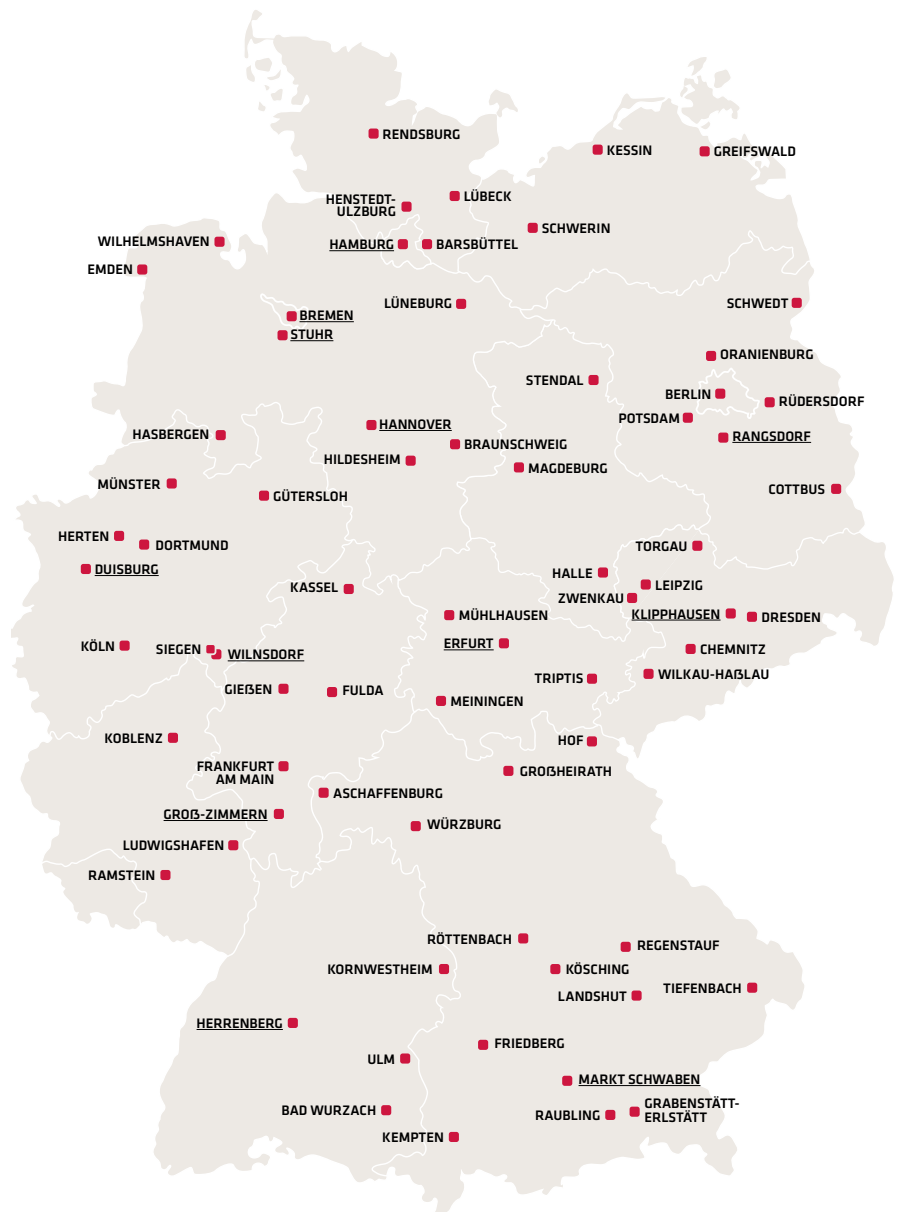 RENDSBURG
KESSIN
GREIFSWALD
HENSTEDT-
ULZBURG
LÜBECK
SCHWERIN
WILHELMSHAVEN
HAMBURG
BARSBÜTTEL
EMDEN
LÜNEBURG
SCHWEDT
BREMEN
STUHR
ORANIENBURG
STENDAL
BERLIN
RÜDERSDORF
POTSDAM
HANNOVER
HASBERGEN
RANGSDORF
BRAUNSCHWEIG
HILDESHEIM
MAGDEBURG
MÜNSTER
COTTBUS
GÜTERSLOH
HERTEN
DORTMUND
TORGAU
DUISBURG
HALLE
LEIPZIG
KASSEL
ZWENKAU
MÜHLHAUSEN
KLIPPHAUSEN
DRESDEN
ERFURT
KÖLN
SIEGEN
WILNSDORF
CHEMNITZ
WILKAU-HAßLAU
TRIPTIS
GIEßEN
FULDA
MEININGEN
KOBLENZ
HOF
FRANKFURT
AM MAIN
GROßHEIRATH
ASCHAFFENBURG
GROß-ZIMMERN
WÜRZBURG
LUDWIGSHAFEN
RAMSTEIN
RÖTTENBACH
REGENSTAUF
KORNWESTHEIM
KÖSCHING
TIEFENBACH
LANDSHUT
HERRENBERG
FRIEDBERG
ULM
MARKT SCHWABEN
BAD WURZACH
RAUBLING
GRABENSTÄTT-
ERLSTÄTT
KEMPTEN